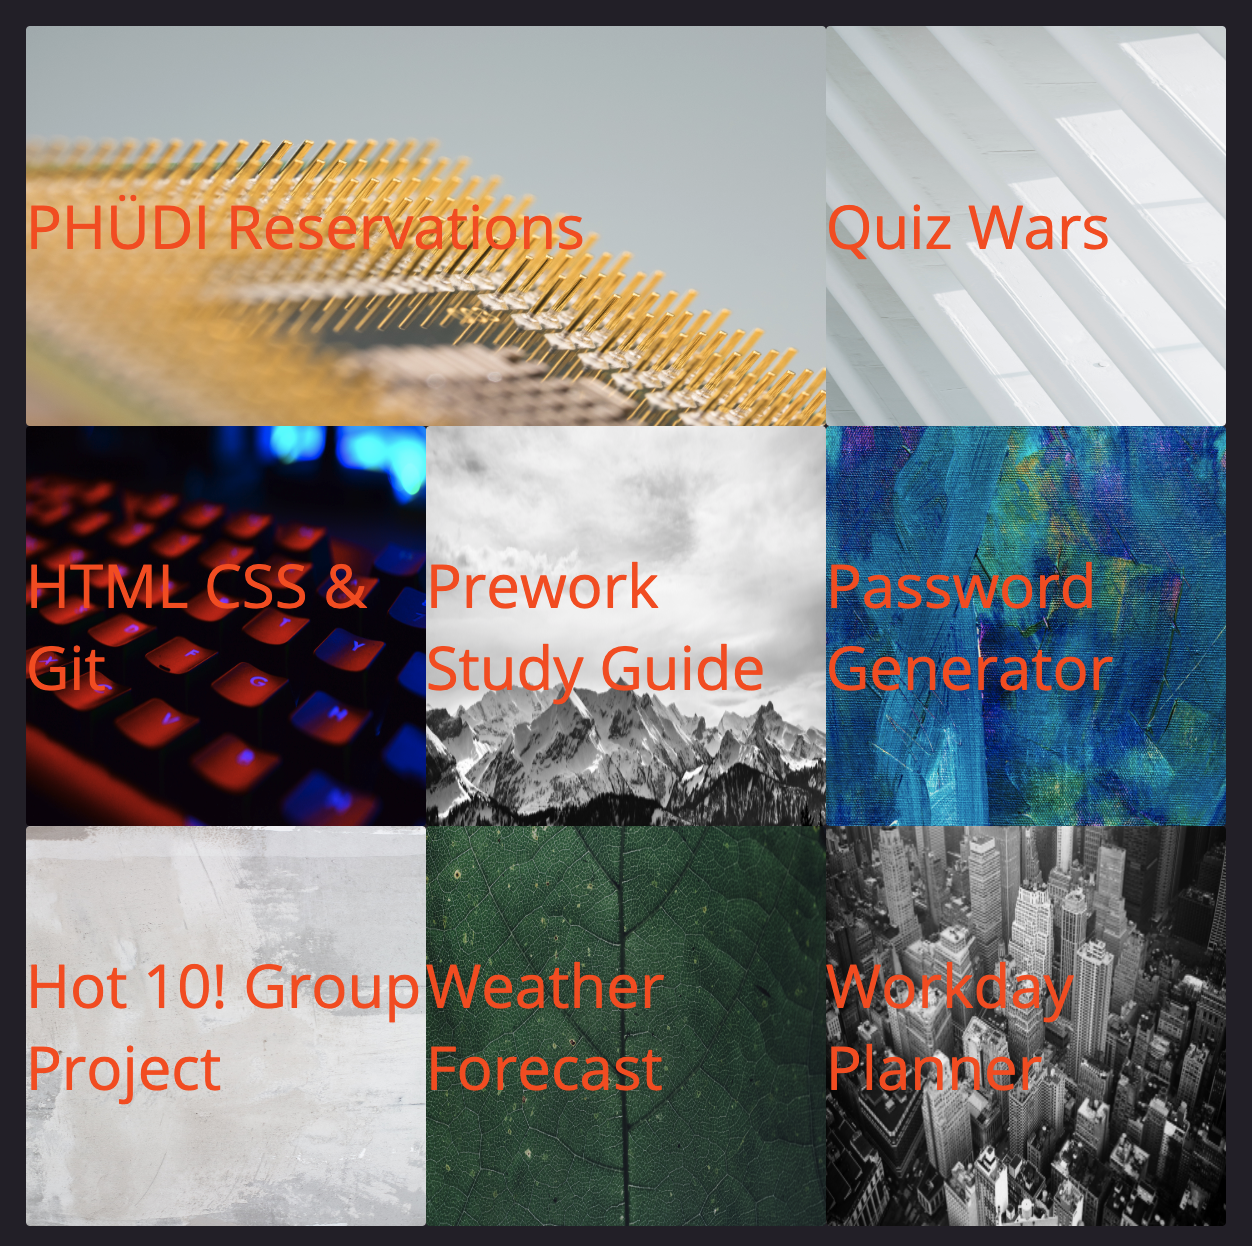 PHÜDI Reservations
Quiz Wars
HTML CSS &
Git
Prework
Study Guide
Password
Generator
Hot 10! Group
Project
Weather
Forecast
Workday
Planner